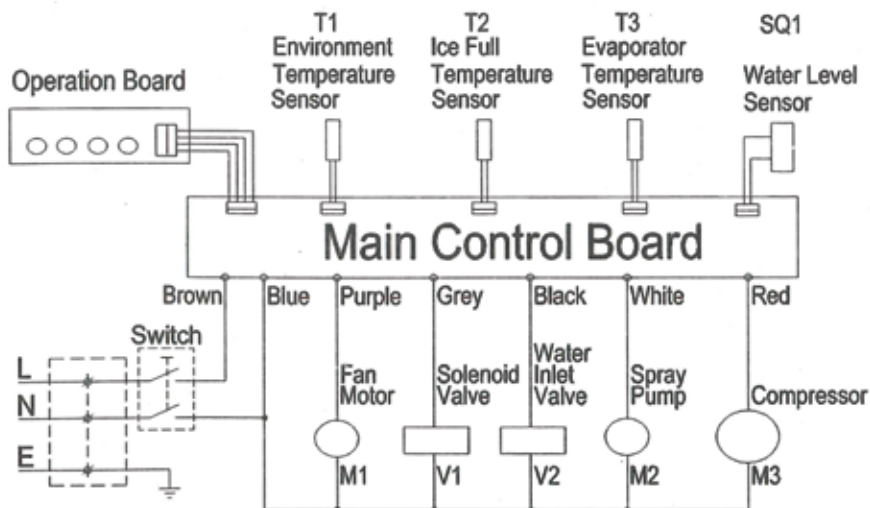 T1
Environment
Temperature
Sensor
T2
Ice Full
Temperature
Sensor
T3
Evaporator
Temperature
Sensor
SQ1
Water Level
Sensor
Operation Board
Main Control Board
Brown
Blue
Purple
Grey
Black
White
Red
Switch
L
N
E
Fan
Motor
Solenoid
Valve
Water
Inlet
Valve
Spray
Pump
Compressor
M1
V1
V2
M2
M3